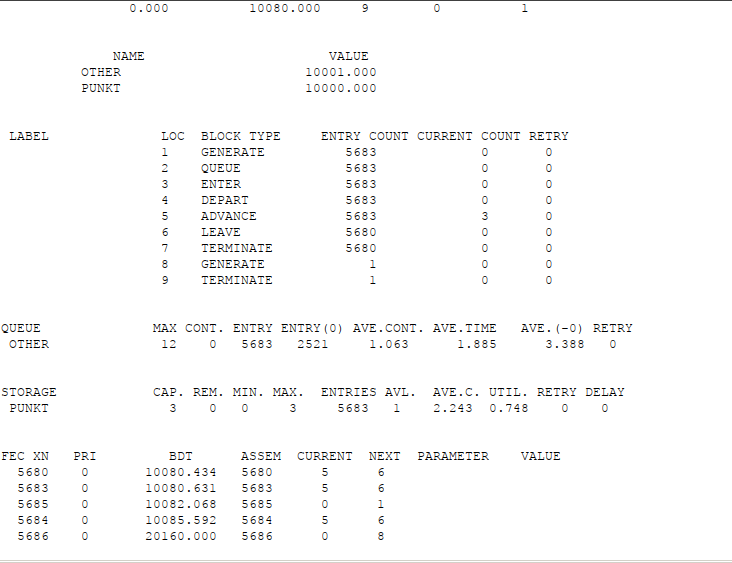 0.000 10080.000 9 0 1
NAME VALUE
OTHER 10001.000
PUNKT 10000.000
LABEL LOC BLOCK TYPE ENTRY COUNT CURRENT COUNT RETRY
1 GENERATE 5683 0 0
2 QUEUE 5683 0 0
3 ENTER 5683 0 0
4 DEPART 5683 0 0
5 ADVANCE 5683 3 0
6 LEAVE 5680 0 0
7 TERMINATE 5680 0 0
8 GENERATE 1 0 0
9 TERMINATE 1 0 0
QUEUE MAX CONT. ENTRY ENTRY(0) AVE.CONT. AVE.TIME AVE.(-0) RETRY
OTHER 12 0 5683 2521 1.063 1.885 3.388 0
STORAGE CAP. REM. MIN. MAX. ENTRIES AVL. AVE.C. UTIL. RETRY DELAY
PUNKT 3 0 0 3 5683 1 2.243 0.748 0 0
FEC XN PRI BDT ASSEM CURRENT NEXT PARAMETER VALUE
5680 0 10080.434 5680 5 6
5683 0 10080.631 5683 5 6
5685 0 10082.068 5685 0 1
5684 0 10085.592 5684 5 6
5686 0 20160.000 5686 0 8